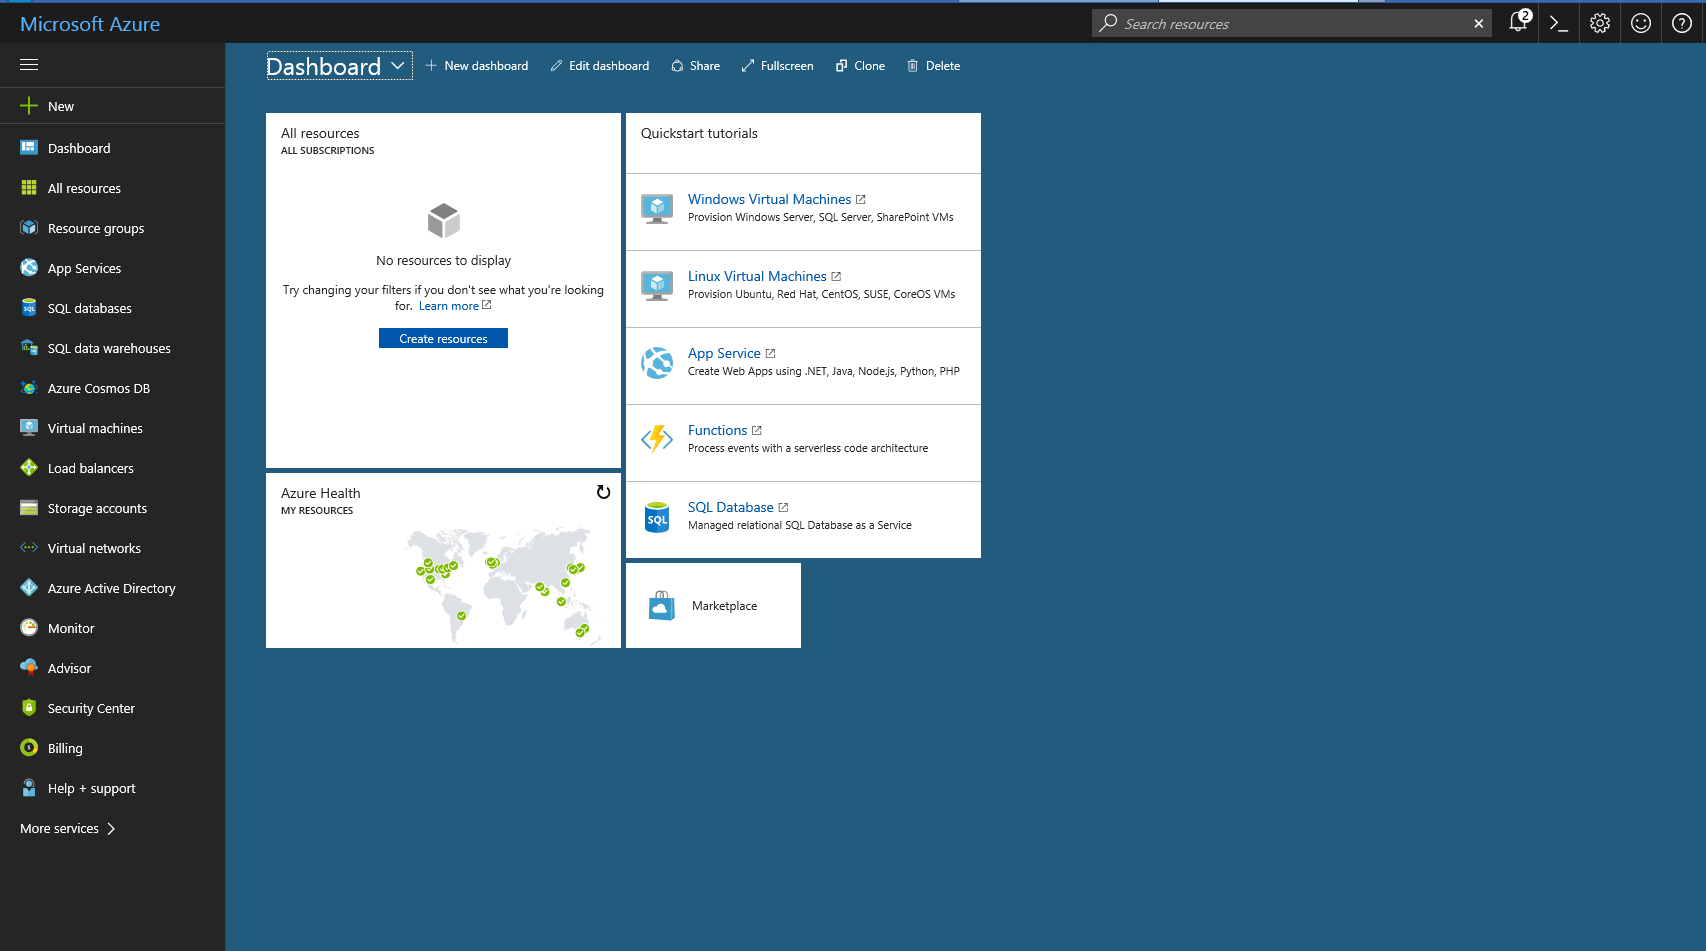 Microsoft Azure
Search resources
2
Dashboard
New dashboard
Edit dashboard
Share
Fullscreen
Clone
Delete
New
Dashboard
All resources
Resource groups
App Services
SQL databases
SQL data warehouses
Azure Cosmos DB
Virtual machines
Load balancers
Storage accounts
Virtual networks
Azure Active Directory
Monitor
Advisor
Security Center
Billing
Help + support
More services
All resources
ALL SUBSCRIPTIONS
No resources to display
Try changing your filters if you don't see what you're looking
for. Learn more
Create resources
Azure Health
MY RESOURCES
Quickstart tutorials
Windows Virtual Machines
Provision Windows Server, SQL Server, SharePoint VMs
Linux Virtual Machines
Provision Ubuntu, Red Hat, CentOS, SUSE, CoreOS VMs
App Service
Create Web Apps using .NET, Java, Node.js, Python, PHP
Functions
Process events with a serverless code architecture
SQL
SQL Database
Managed relational SQL Database as a Service
Marketplace